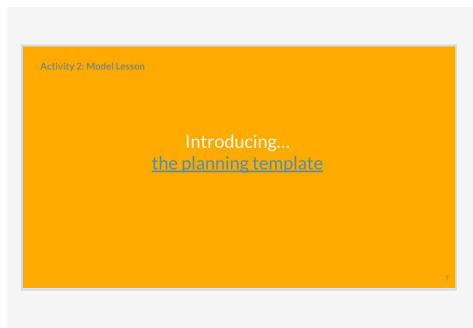 Activity 2: Model Lesson
Introducing...
the planning template